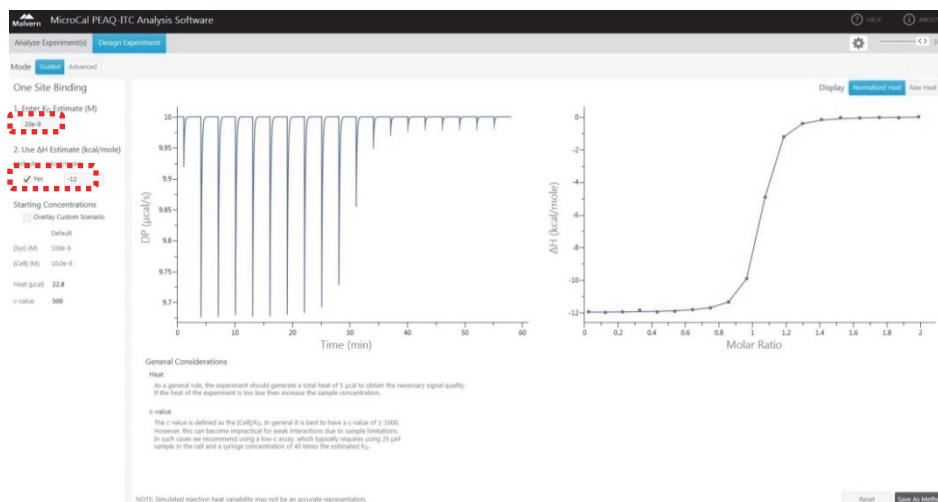 Malvern MicroCal PEAQ-ITC Analysis Software HELP ABOUT
Analyze Experiment(s) Design Experiment
Mode Guided Advanced
One Site Binding Display Normalized Heat Raw Heat
1. Enter KD Estimate (M)
20e-9
2. Use ΔH Estimate (kcal/mole)
Yes -12
Starting Concentrations
Overlay Custom Scenario
Default
[Syr] (M) 100e-6
[Cell] (M) 10.0e-6
Heat (μcal) 22.8
c-value 500
DP (μcal/s)
10
9.95
9.9
9.85
9.8
9.75
9.7
0 10 20 30 40 50 60
Time (min)
ΔH (kcal/mole)
0
-2
-4
-6
-8
-10
-12
0 0.2 0.4 0.6 0.8 1 1.2 1.4 1.6 1.8 2
Molar Ratio
General Considerations
Heat
As a general rule, the experiment should generate a total heat of 5 μcal to obtain the necessary signal quality.
If the heat of the experiment is too low then increase the sample concentration.
c-value
The c-value is defined as the [Cell]/KD. In general it is best to have a c-value of 1-1000.
However, this can become impractical for weak interactions due to sample limitations.
In such cases we recommend using a low-c assay, which typically requires using 25 μM
sample in the cell and a syringe concentration of 40 times the estimated KD.
NOTE: Simulated injection heat variability may not be an accurate representation.
Reset Save As Metho